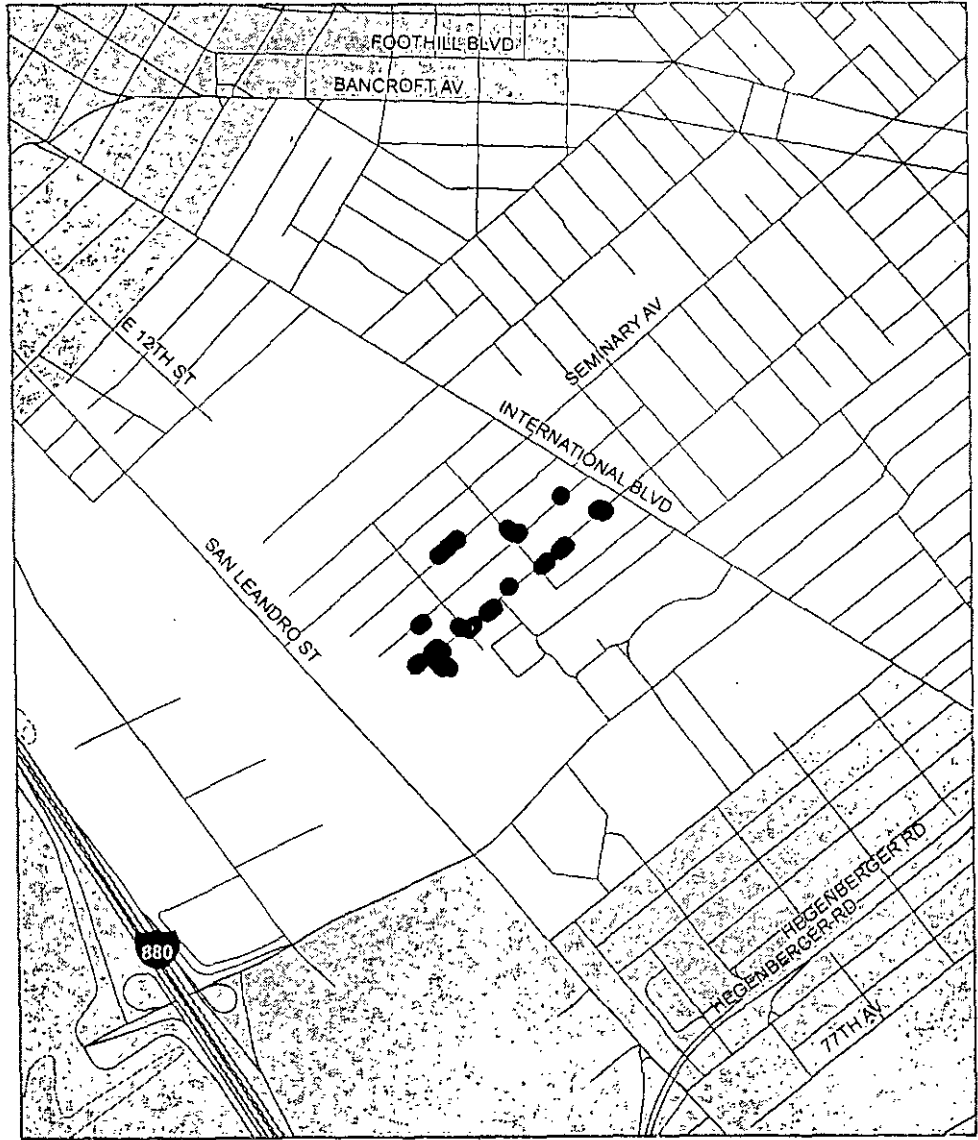 FOOTHILL BLVD
BANCROFT AV
E 12TH ST
SEMINARY AV
INTERNATIONAL BLVD
SAN LEANDRO ST
HEGENBERGER RD
HEGENBERGER RD
77TH AV
880